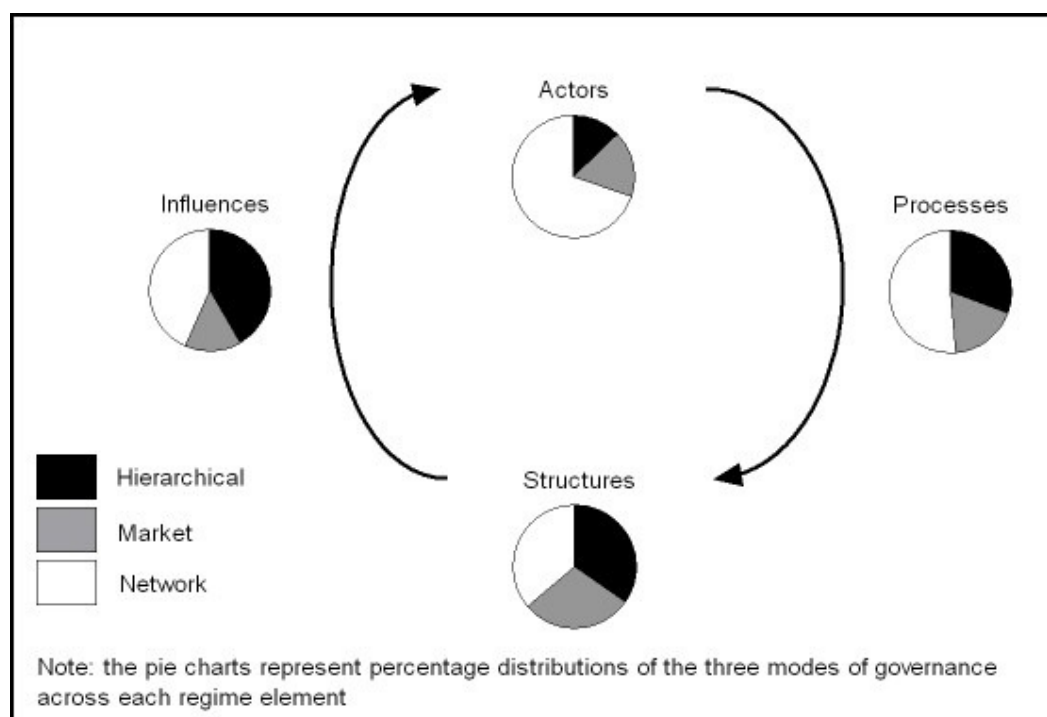 Actors
Influences
Processes
Structures
Hierarchical
Market
Network
Note: the pie charts represent percentage distributions of the three modes of governance
across each regime element